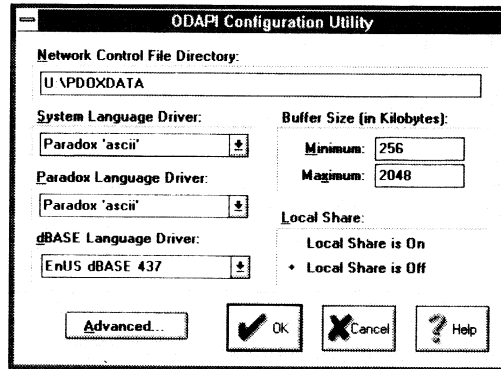 ODAPI Configuration Utility
Network Control File Directory:
U:\PDOXDATA
System Language Driver:
Paradox 'ascii'
Paradox Language Driver:
Paradox 'ascii'
dBASE Language Driver:
EnUS dBASE 437
Buffer Size (in Kilobytes):
Minimum: 256
Maximum: 2048
Local Share:
Local Share is On
Local Share is Off
Advanced...
OK
Cancel
Help